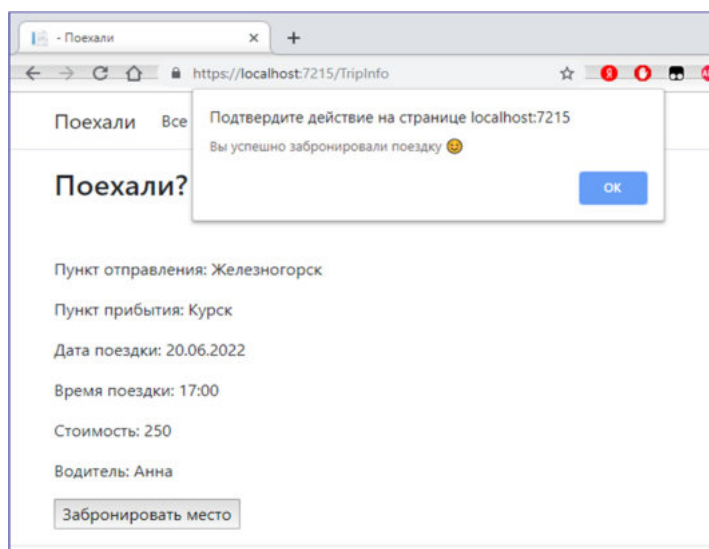 - Поехали
https://localhost:7215/TripInfo
Поехали Все
Подтвердите действие на странице localhost:7215
Вы успешно забронировали поездку 😊
ОК
Поехали?
Пункт отправления: Железногорск
Пункт прибытия: Курск
Дата поездки: 20.06.2022
Время поездки: 17:00
Стоимость: 250
Водитель: Анна
Забронировать место